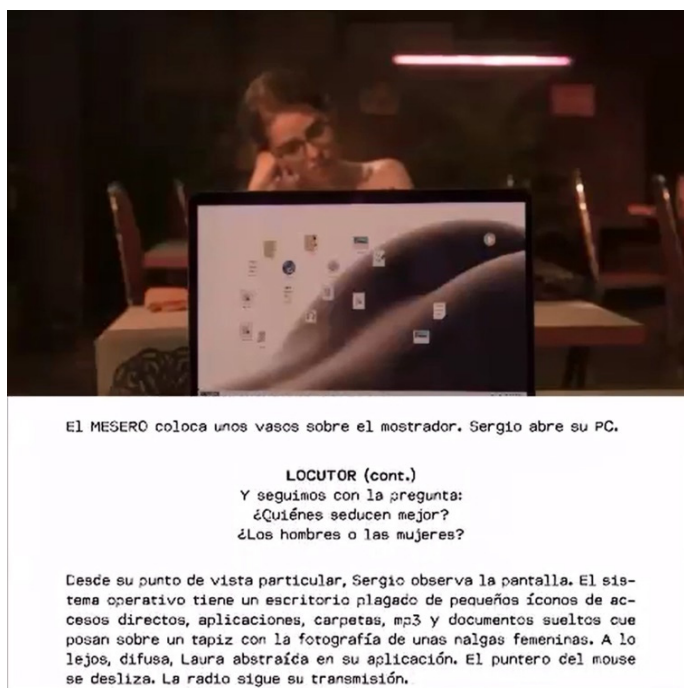 El MESERO coloca unos vasos sobre el mostrador. Sergio abre su PC.
LOCUTOR (cont.)
Y seguimos con la pregunta:
¿Quiénes seducen mejor?
¿Los hombres o las mujeres?
Desde su punto de vista particular, Sergio observa la pantalla. El sis-
tema operativo tiene un escritorio plagado de pequeños íconos de ac-
cesos directos, aplicaciones, carpetas, mp3 y documentos sueltos que
posan sobre un tapiz con la fotografía de unas nalgas femeninas. A lo
lejos, difusa, Laura abstraída en su aplicación. El puntero del mouse
se desliza. La radio sigue su transmisión.